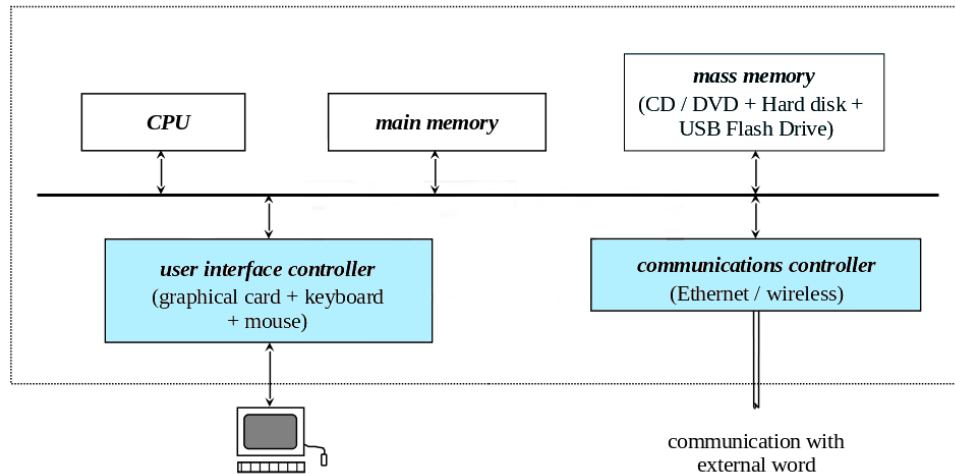 mass memory
(CD / DVD + Hard disk +
USB Flash Drive)
CPU
main memory
user interface controller
(graphical card + keyboard
+ mouse)
communications controller
(Ethernet / wireless)
communication with
external word